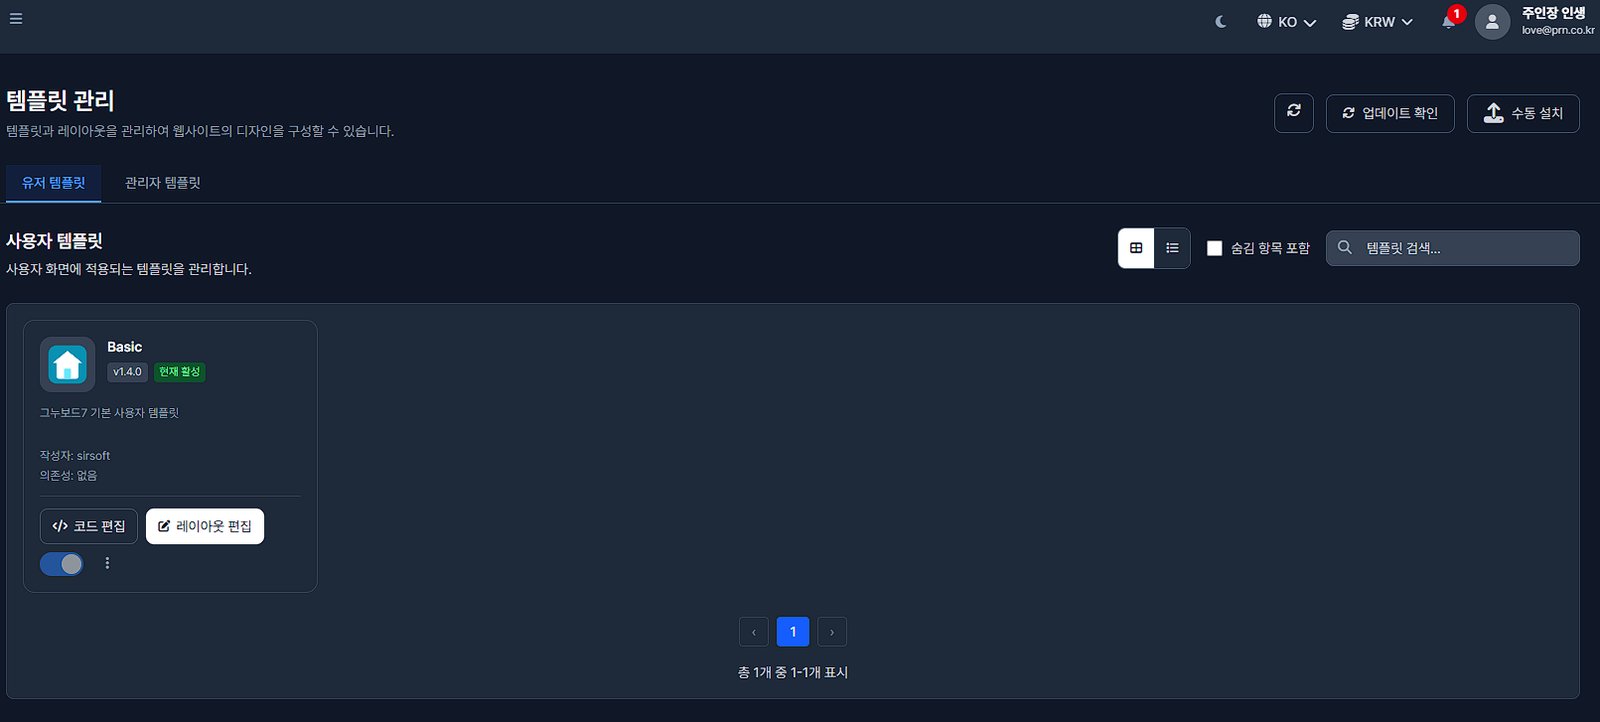 KO
KRW
1
주인장 인생
love@prn.co.kr
템플릿 관리
템플릿과 레이아웃을 관리하여 웹사이트의 디자인을 구성할 수 있습니다.
업데이트 확인
수동 설치
유저 템플릿
관리자 템플릿
사용자 템플릿
사용자 화면에 적용되는 템플릿을 관리합니다.
숨김 항목 포함
템플릿 검색...
Basic
v1.4.0
현재 활성
그누보드7 기본 사용자 템플릿
작성자: sirsoft
의존성: 없음
</> 코드 편집
레이아웃 편집
‹
1
›
총 1개 중 1-1개 표시